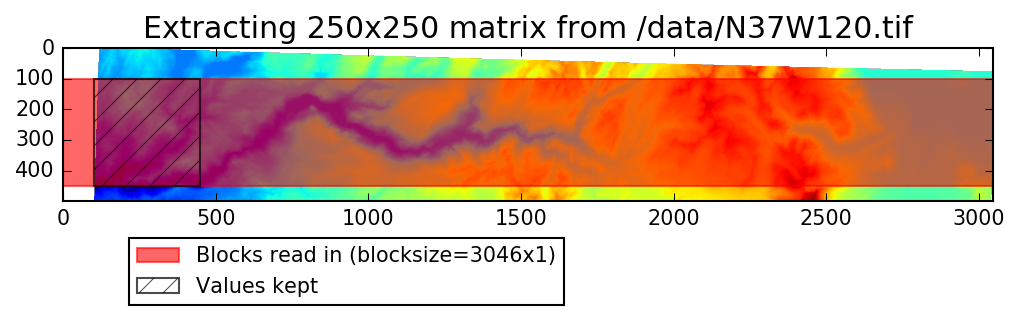 Extracting 250x250 matrix from /data/N37W120.tif
0
100
200
300
400
0 500 1000 1500 2000 2500 3000
Blocks read in (blocksize=3046x1)
Values kept